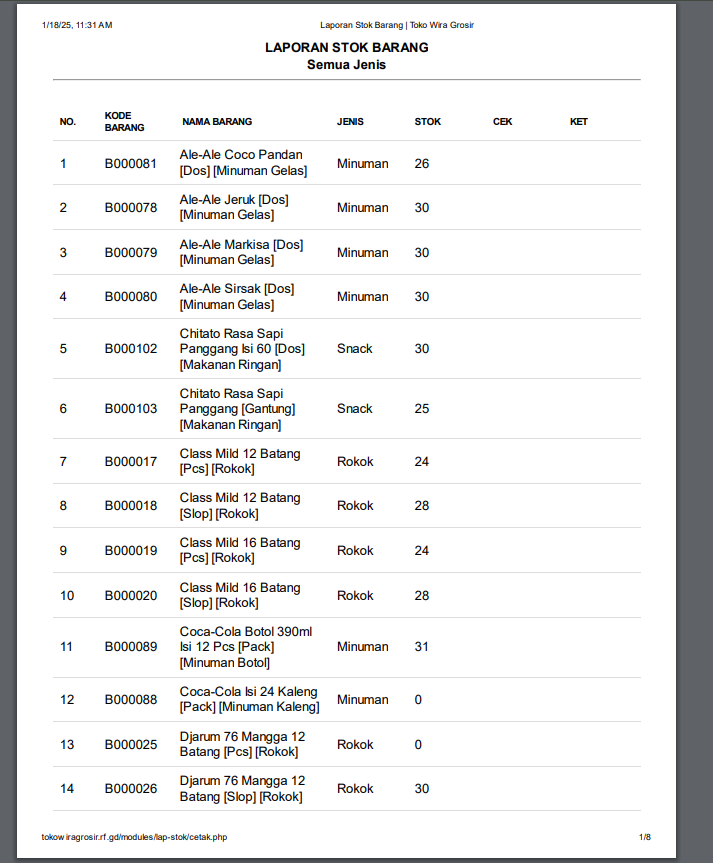 1/18/25, 11:31 AM Laporan Stok Barang | Toko Wira Grosir
LAPORAN STOK BARANG
Semua Jenis
NO. KODE BARANG NAMA BARANG JENIS STOK CEK KET
1 B000081 Ale-Ale Coco Pandan [Dos] [Minuman Gelas] Minuman 26
2 B000078 Ale-Ale Jeruk [Dos] [Minuman Gelas] Minuman 30
3 B000079 Ale-Ale Markisa [Dos] [Minuman Gelas] Minuman 30
4 B000080 Ale-Ale Sirsak [Dos] [Minuman Gelas] Minuman 30
5 B000102 Chitato Rasa Sapi Panggang Isi 60 [Dos] [Makanan Ringan] Snack 30
6 B000103 Chitato Rasa Sapi Panggang [Gantung] [Makanan Ringan] Snack 25
7 B000017 Class Mild 12 Batang [Pcs] [Rokok] Rokok 24
8 B000018 Class Mild 12 Batang [Slop] [Rokok] Rokok 28
9 B000019 Class Mild 16 Batang [Pcs] [Rokok] Rokok 24
10 B000020 Class Mild 16 Batang [Slop] [Rokok] Rokok 28
11 B000089 Coca-Cola Botol 390ml Isi 12 Pcs [Pack] [Minuman Botol] Minuman 31
12 B000088 Coca-Cola Isi 24 Kaleng [Pack] [Minuman Kaleng] Minuman 0
13 B000025 Djarum 76 Mangga 12 Batang [Pcs] [Rokok] Rokok 0
14 B000026 Djarum 76 Mangga 12 Batang [Slop] [Rokok] Rokok 30
tokowiragrosir.rf.gd/modules/lap-stok/cetak.php 1/8